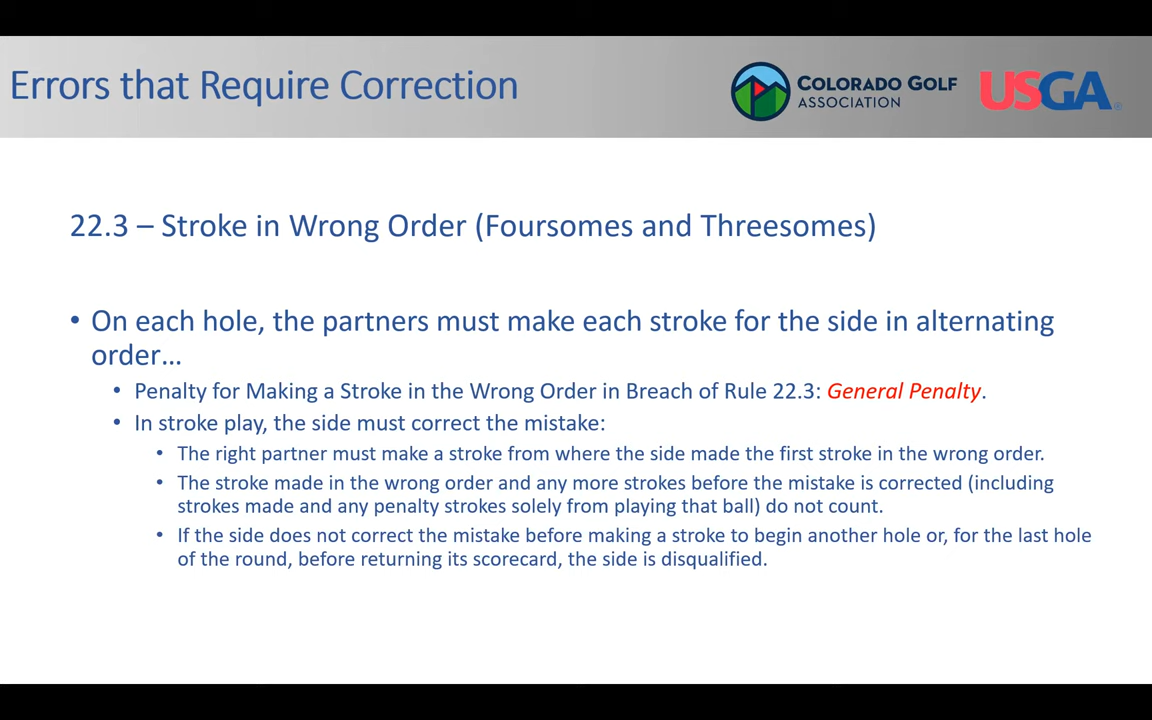 Errors that Require Correction
COLORADO GOLF
ASSOCIATION
USGA
22.3 – Stroke in Wrong Order (Foursomes and Threesomes)
• On each hole, the partners must make each stroke for the side in alternating
order…
• Penalty for Making a Stroke in the Wrong Order in Breach of Rule 22.3: General Penalty.
• In stroke play, the side must correct the mistake:
• The right partner must make a stroke from where the side made the first stroke in the wrong order.
• The stroke made in the wrong order and any more strokes before the mistake is corrected (including
strokes made and any penalty strokes solely from playing that ball) do not count.
• If the side does not correct the mistake before making a stroke to begin another hole or, for the last hole
of the round, before returning its scorecard, the side is disqualified.